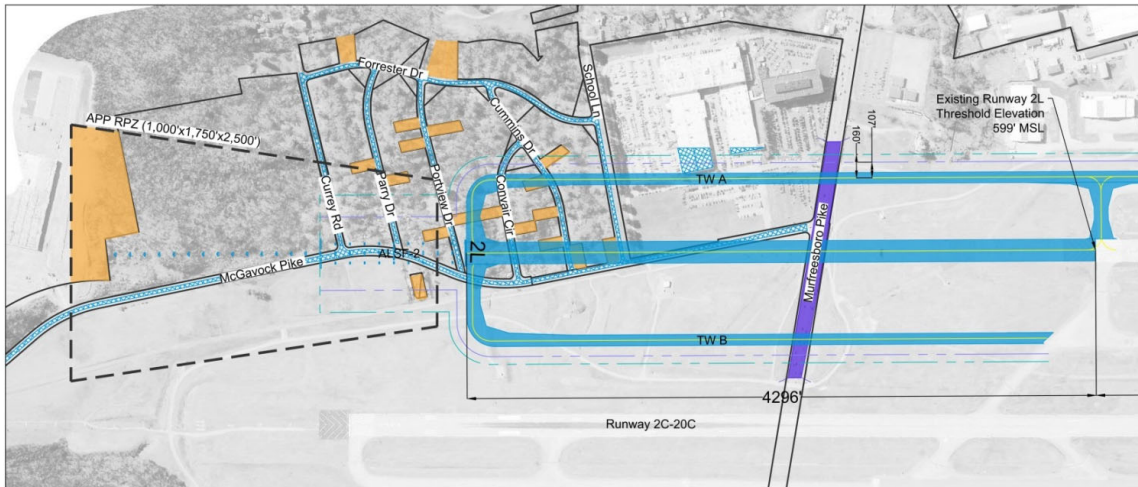 Forrester Dr
School Ln
APP RPZ (1,000'x1,750'x2,500')
Cummins Dr
Existing Runway 2L
Threshold Elevation
599' MSL
160'
107'
Currey Rd
Parry Dr
Portview Dr
Convair Cir
TW A
2L
ALSF-2
McGavock Pike
Murfreesboro Pike
TW B
4296'
Runway 2C-20C